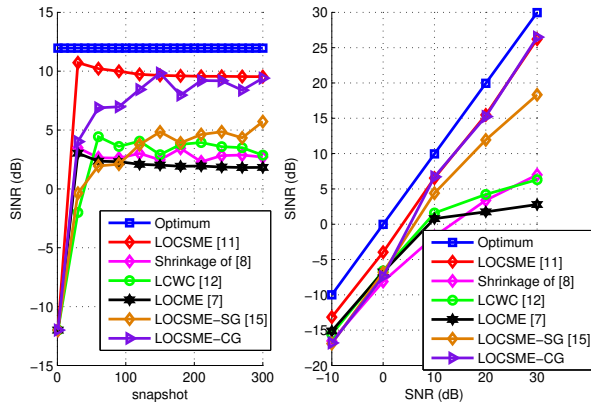 15
10
5
0
−5
−10
−15
SINR (dB)
0
100
200
300
snapshot
Optimum
LOCSME [11]
Shrinkage of [8]
LCWC [12]
LOCME [7]
LOCSME−SG [15]
LOCSME−CG
30
25
20
15
10
5
0
−5
−10
−15
−20
SINR (dB)
−10
0
10
20
30
SNR (dB)
Optimum
LOCSME [11]
Shrinkage of [8]
LCWC [12]
LOCME [7]
LOCSME−SG [15]
LOCSME−CG